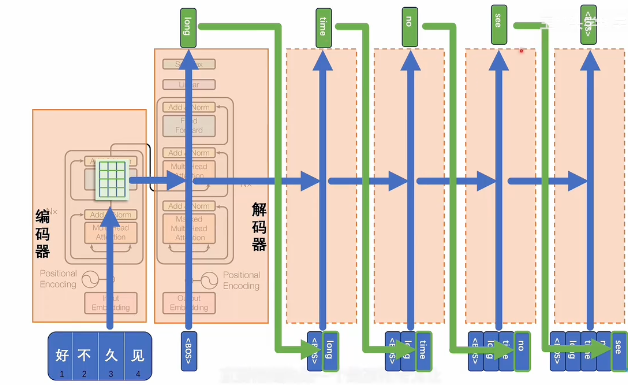 long
time
no
see
Linear
Add & Norm
Feed
Forward
Add & Norm
Multi-Head
Attention
Add & Norm
Masked
Multi-Head
Attention
Positional
Encoding
Output
Embedding
解码器
Add & Norm
Multi-Head
Attention
Positional
Encoding
Input
Embedding
编码器
好 不 久 见
1 2 3 4
<BOS>
<BOS> long
<BOS> long time
<BOS> long time no
<BOS> long time no see